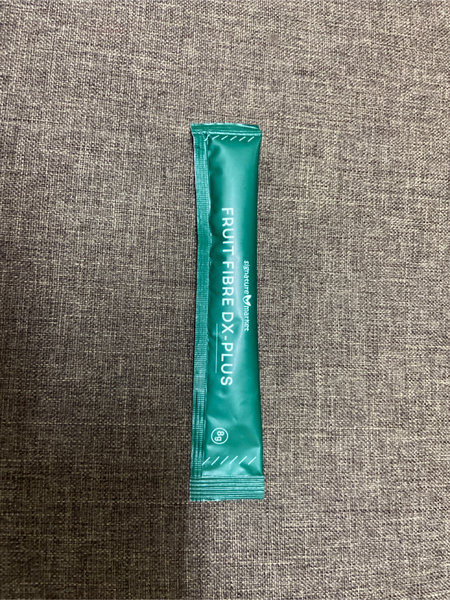 signature market
FRUIT FIBRE DX-PLUS
8g